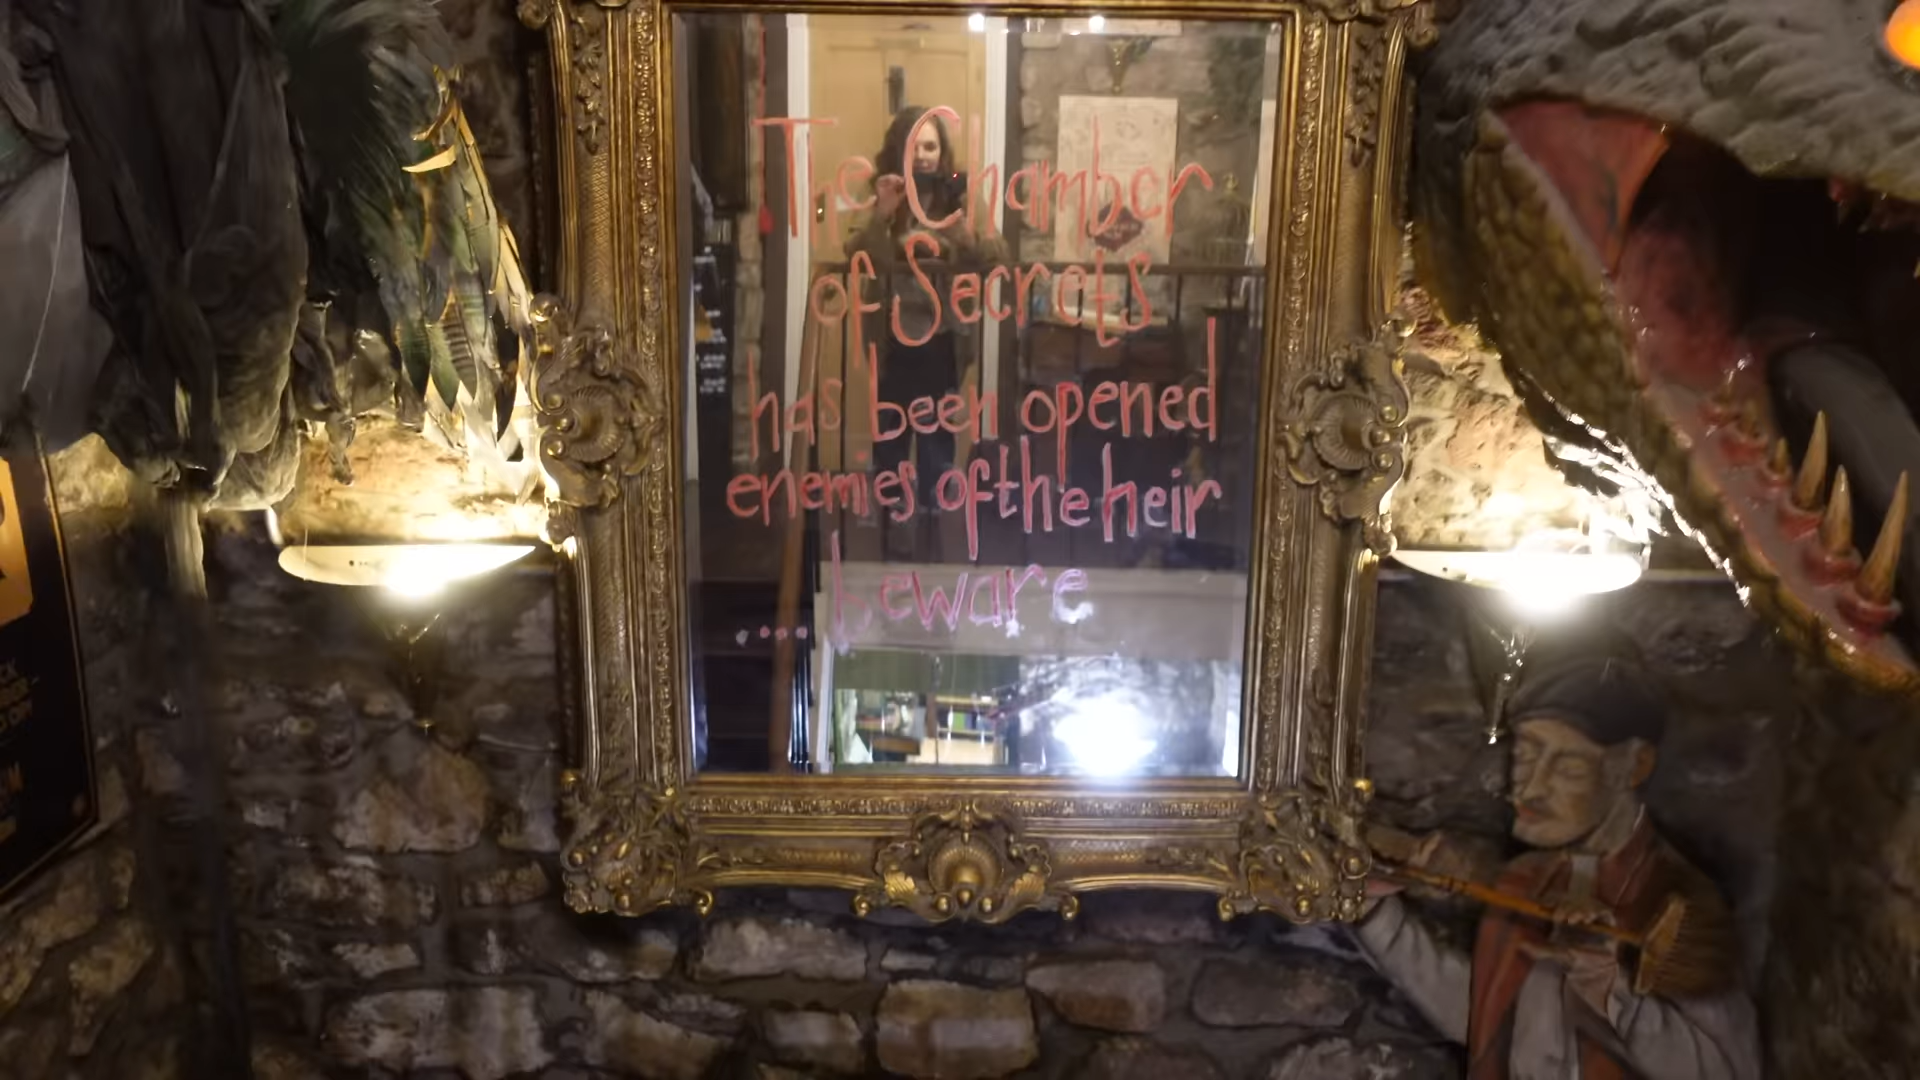 The Chamber
of Secrets
has been opened
enemies of the heir
.... beware